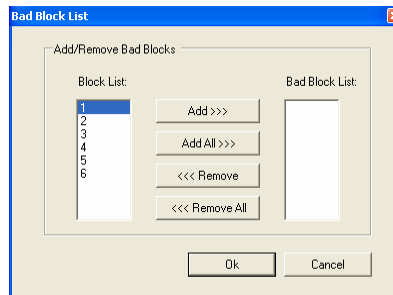 Bad Block List
Add/Remove Bad Blocks
Block List:
Bad Block List:
1
2
3
4
5
6
Add >>>
Add All >>>
<<< Remove
<<< Remove All
Ok
Cancel